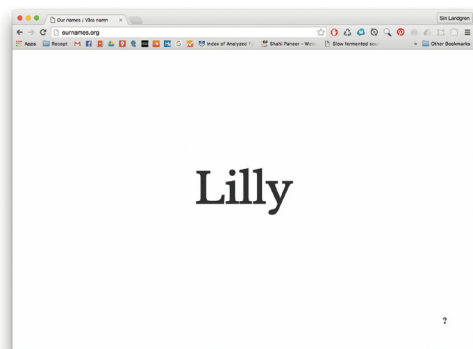 Our names / Våra namn
Siri Landgren
ournames.org
Apps Recept Index of Analyzed Shahi Paneer - Slow fermented Other Bookmarks
Lilly
?